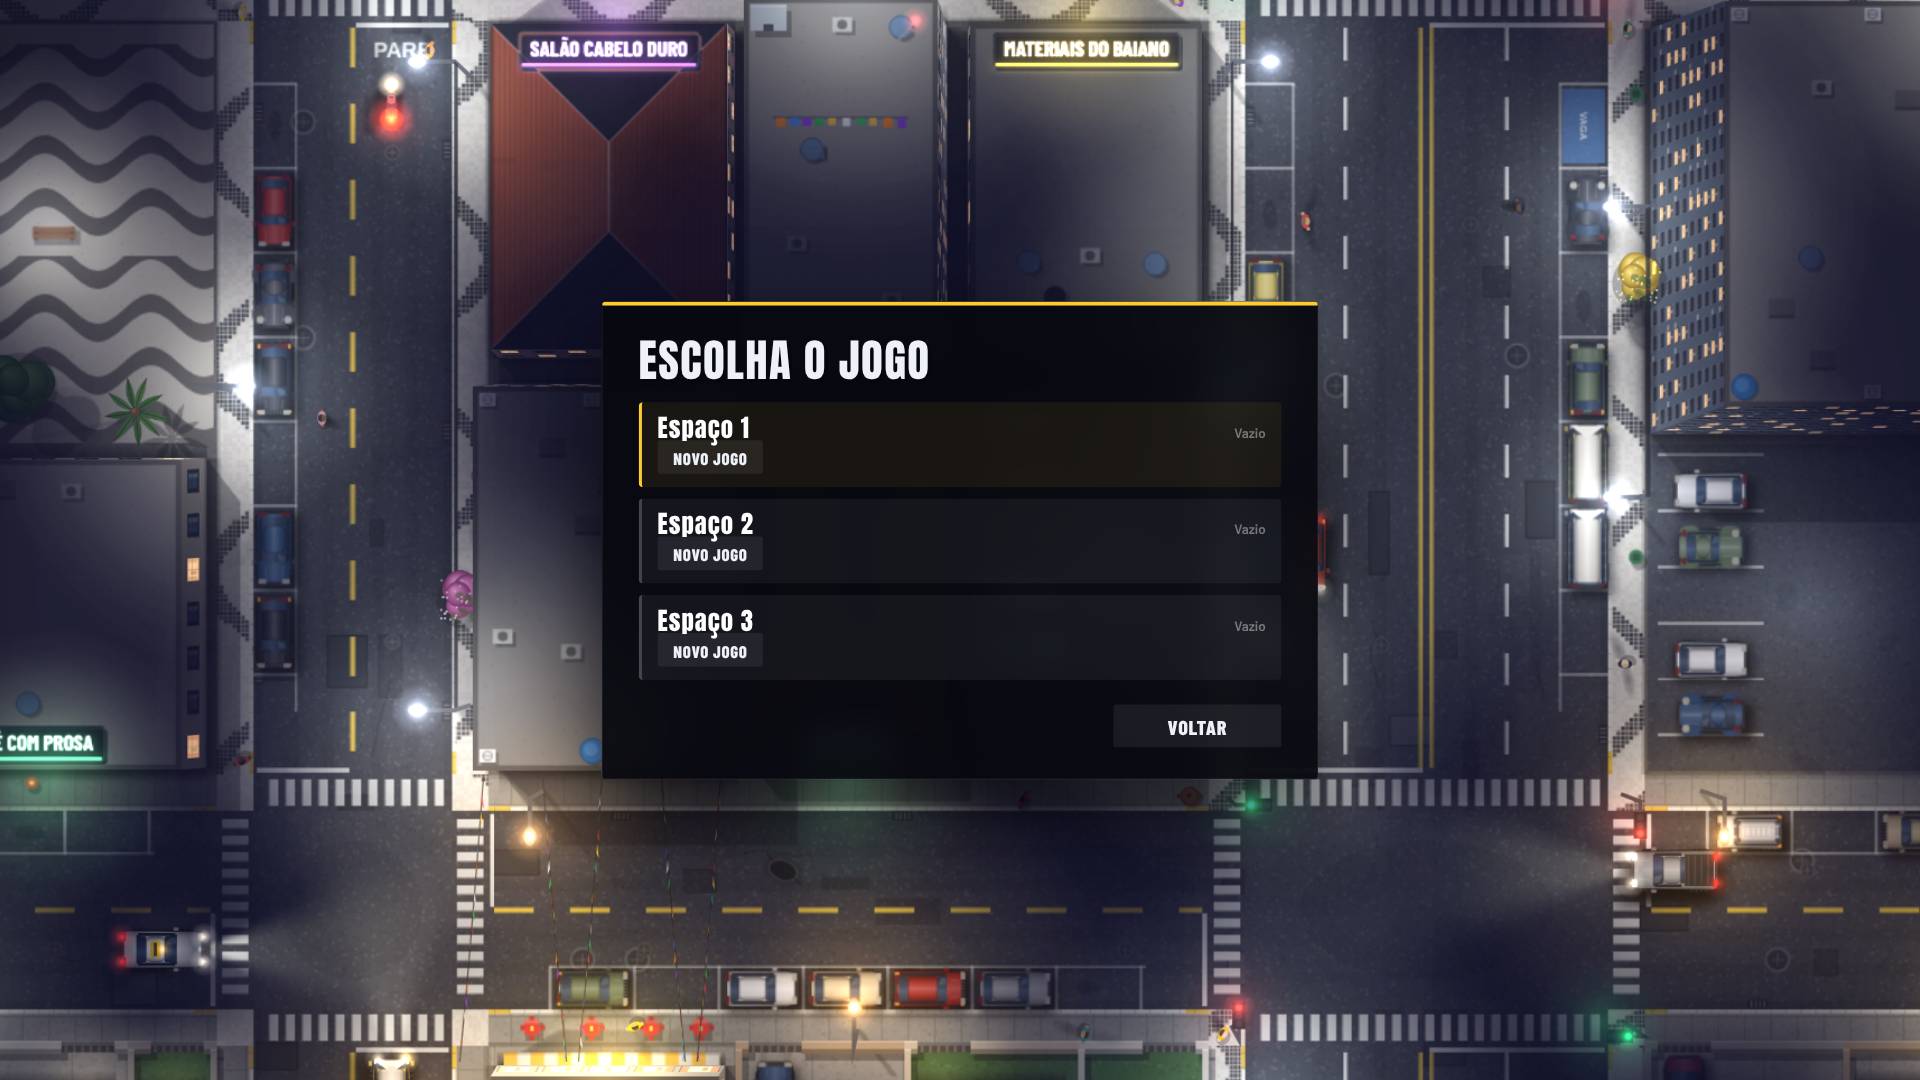 PARE
SALÃO CABELO DURO
MATERIAIS DO BAIANO
VAGA
ESCOLHA O JOGO
Espaço 1
Vazio
NOVO JOGO
Espaço 2
Vazio
NOVO JOGO
Espaço 3
Vazio
NOVO JOGO
VOLTAR
É COM PROSA